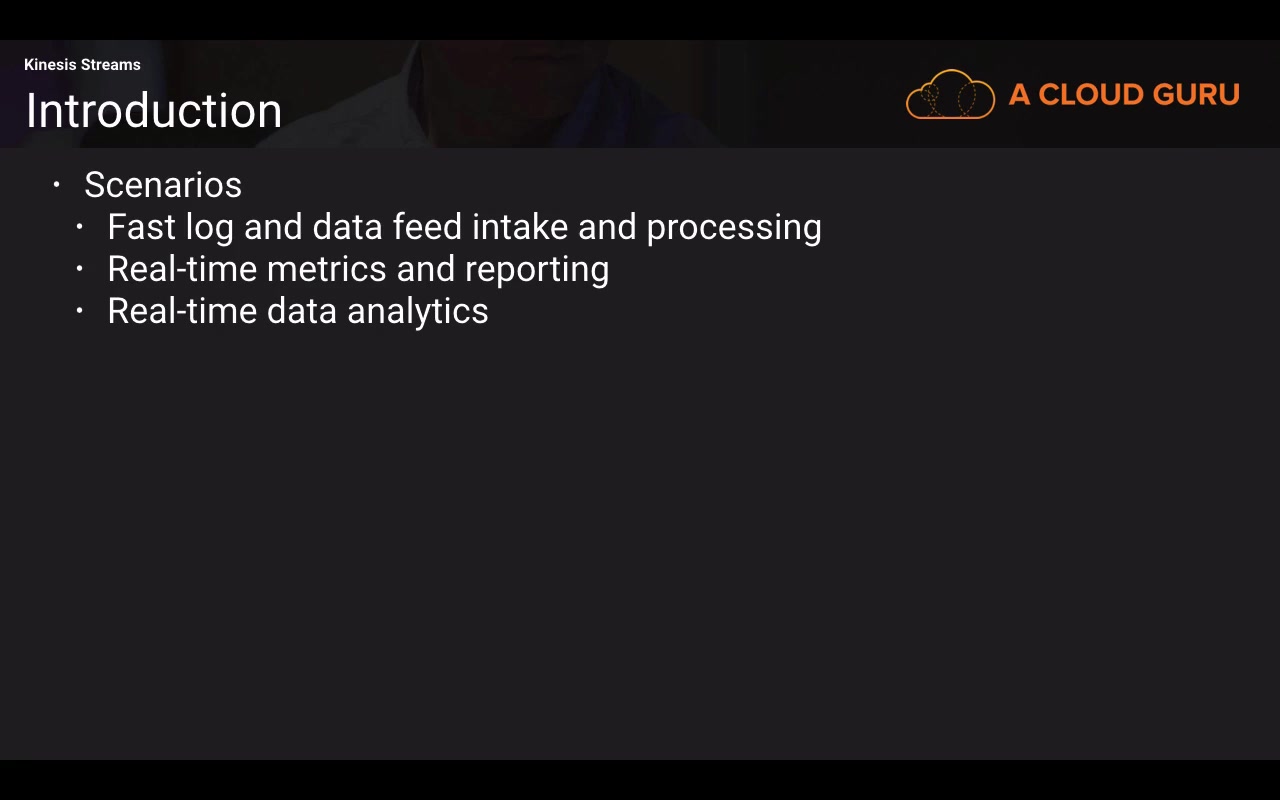 Kinesis Streams
Introduction
A CLOUD GURU
• Scenarios
• Fast log and data feed intake and processing
• Real-time metrics and reporting
• Real-time data analytics